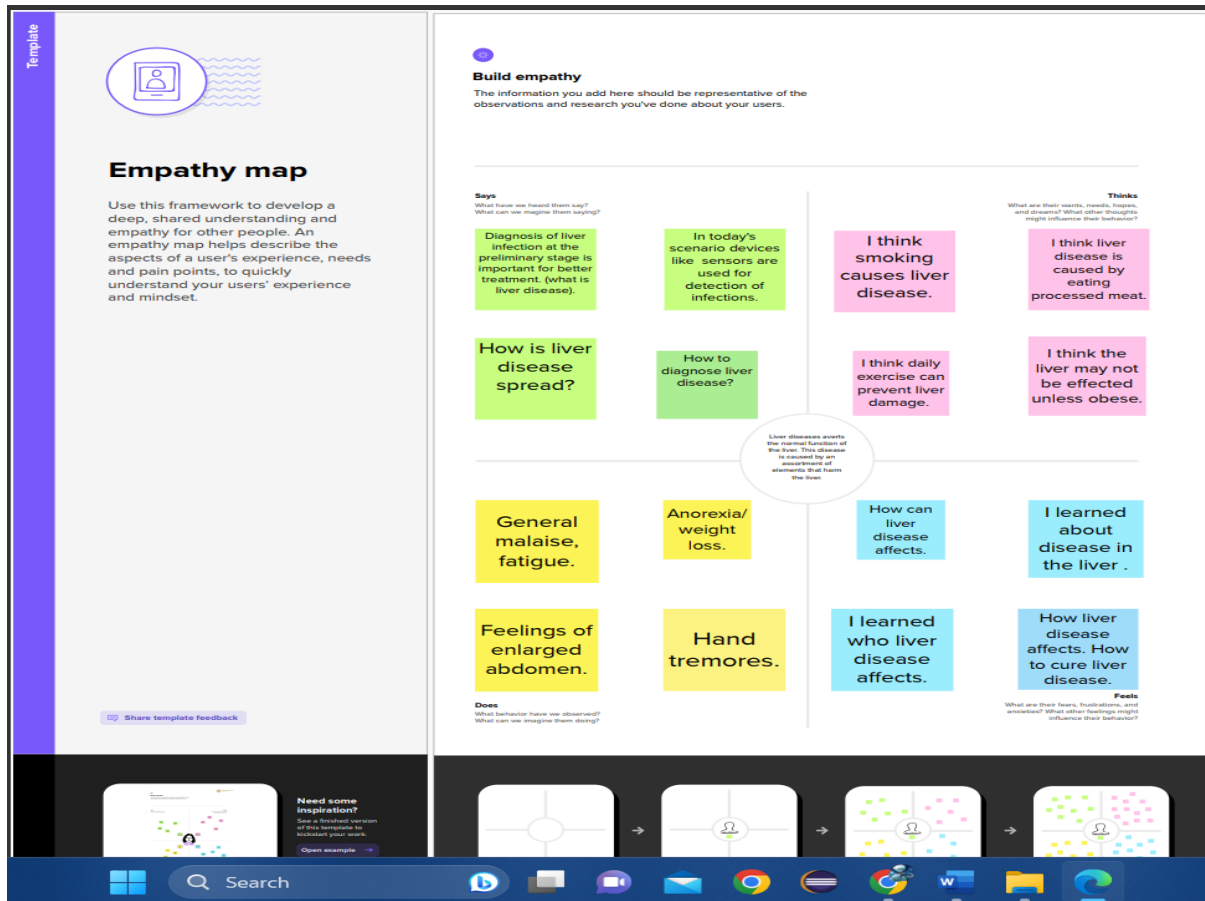 Template
Empathy map
Use this framework to develop a
deep, shared understanding and
empathy for other people. An
empathy map helps describe the
aspects of a user's experience, needs
and pain points, to quickly
understand your users' experience
and mindset.
Share template feedback
Need some
inspiration?
See a finished version
of this template to
kickstart your work.
Open example
Build empathy
The information you add here should be representative of the
observations and research you've done about your users.
Says
What have we heard them say?
What can we magine them saying?
Thinks
What are their wants, needs, hopes,
and dreams? What other thoughts
might influence their behavior?
Diagnosis of liver
infection at the
preliminary stage is
important for better
treatment. (what is
liver disease).
In today's
scenario devices
like sensors are
used for
detection of
infections.
I think
smoking
causes liver
disease.
I think liver
disease is
caused by
eating
processed meat.
How is liver
disease
spread?
How to
diagnose liver
disease?
I think daily
exercise can
prevent liver
damage.
I think the
liver may not
be effected
unless obese.
Liver diseases averts
the normal function of
the liver. This disease
is caused by an
assortment of
elements that harm
the liver.
General
malaise,
fatigue.
Anorexia/
weight
loss.
How can
liver
disease
affects.
I learned
about
disease in
the liver .
Feelings of
enlarged
abdomen.
Hand
tremores.
I learned
who liver
disease
affects.
How liver
disease
affects. How
to cure liver
disease.
Does
What behavior have we observed?
What can we imagine them doing?
Feels
What are their fears, frustrations, and
anxieties? What other feelings might
influence their behavior?
Search